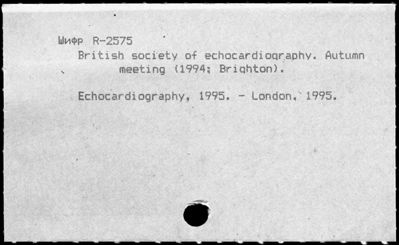 Шифр R-2575
British society of echocardiography. Autumn
meeting (1994; Brighton).
Echocardiography, 1995. - London, 1995.